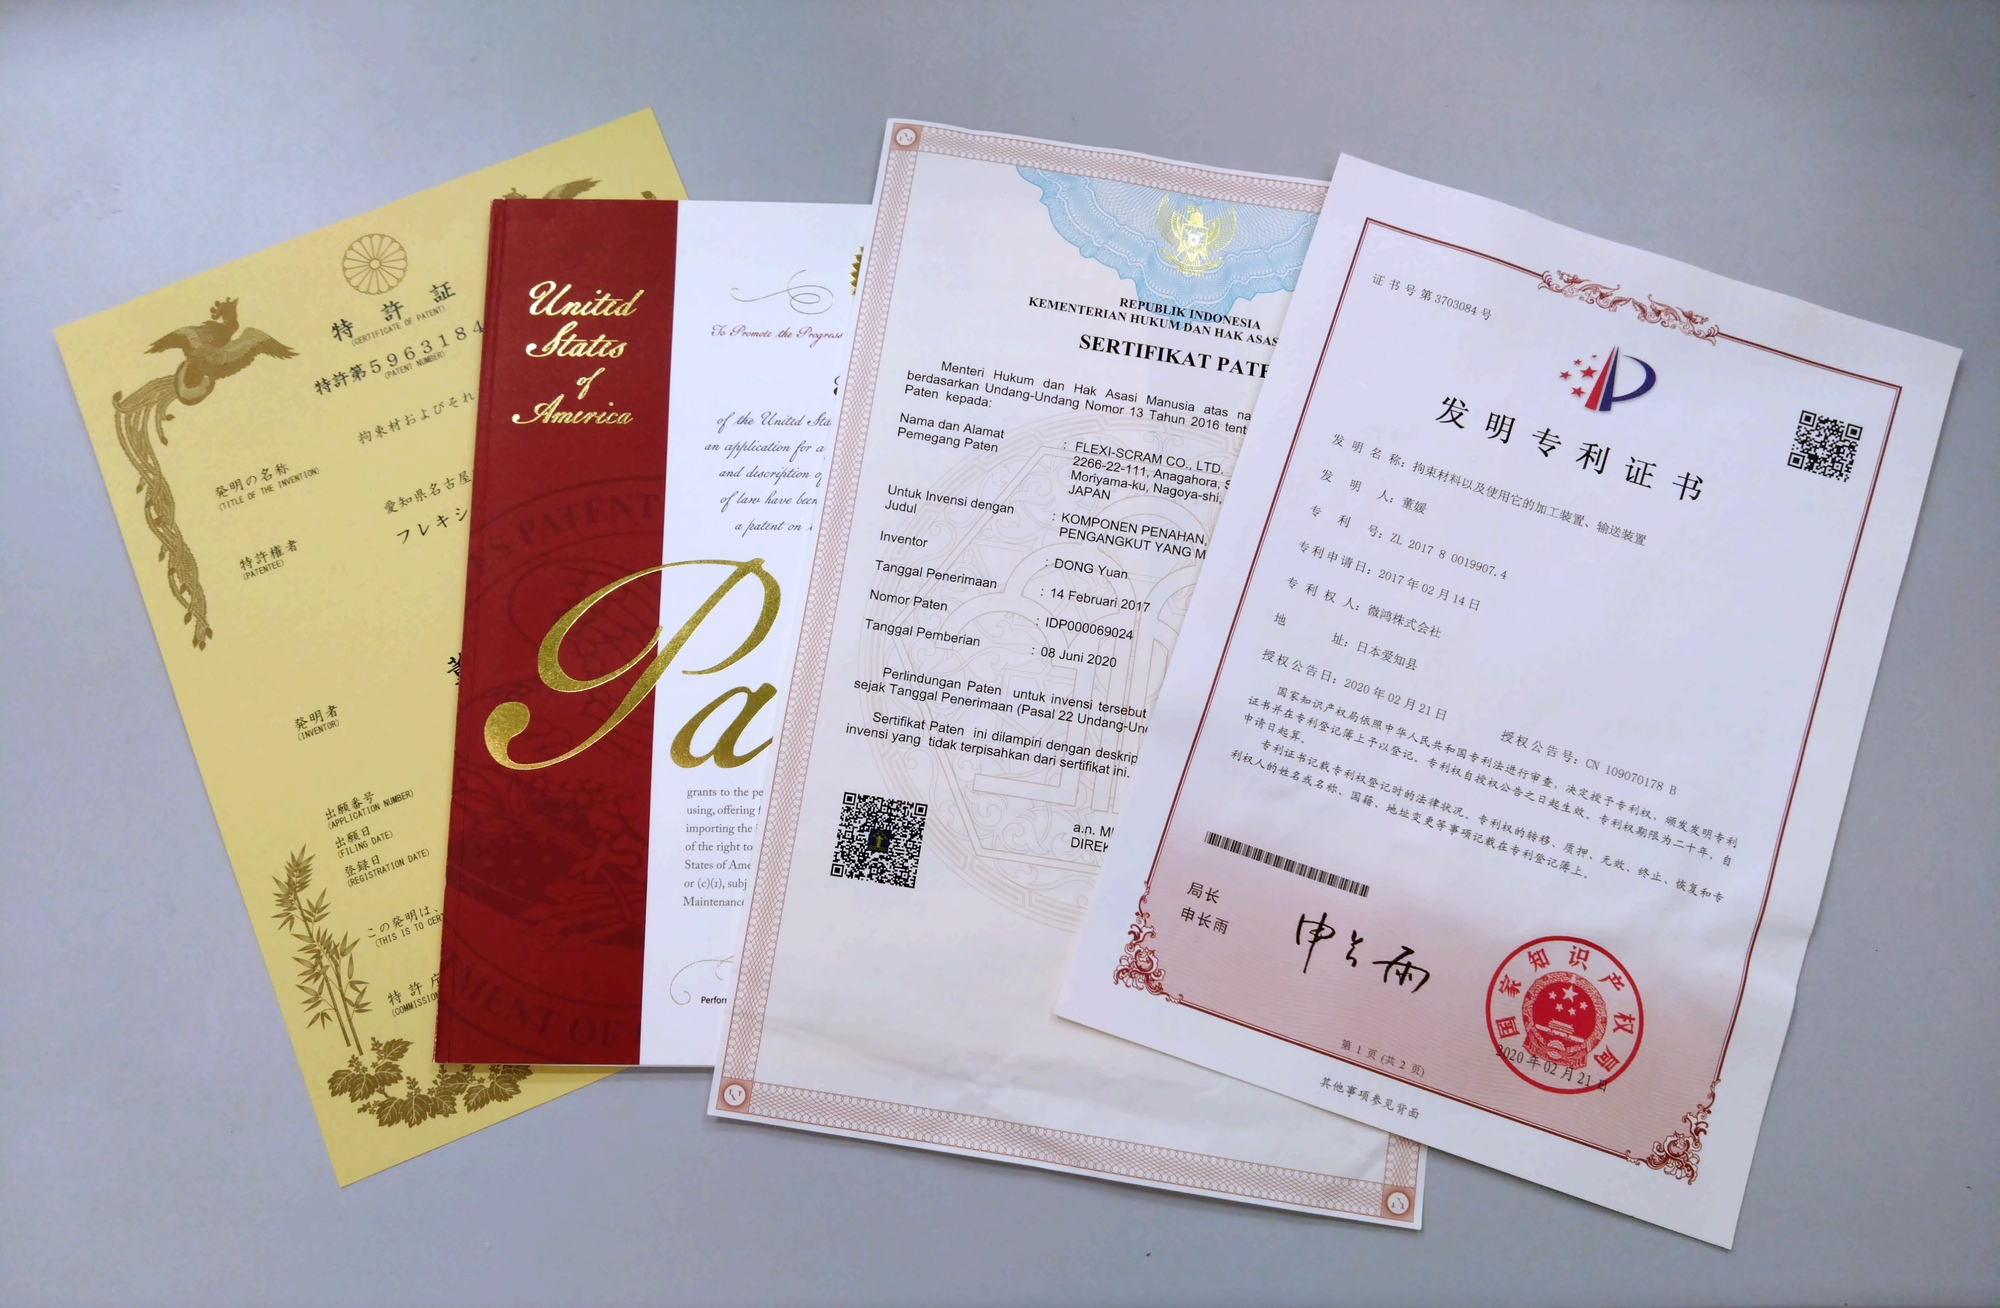 特許証
(CERTIFICATE OF PATENT)
特許第5963184
(PATENT NUMBER)
発明の名称
(TITLE OF THE INVENTION)
拘束材およびそれ
特許権者
(PATENTEE)
愛知県名古屋
フレキシ
発明者
(INVENTOR)
出願番号
(APPLICATION NUMBER)
出願日
(FILING DATE)
登録日
(REGISTRATION DATE)
この発明は、
(THIS IS TO CER
特許庁
(COMMISSION
United
States
of
America
To Promote the Progress
of the United Sta
an application for a
and description of
of law have been
a patent on
Pa
grants to the pe
using, offering f
importing the
of the right to
States of Ame
or (c)(1), subj
Maintenance
Perform
REPUBLIK INDONESIA
KEMENTERIAN HUKUM DAN HAK ASAS
SERTIFIKAT PATE
Menteri Hukum dan Hak Asasi Manusia atas na
berdasarkan Undang-Undang Nomor 13 Tahun 2016 tent
Paten kepada:
Nama dan Alamat
Pemegang Paten
: FLEXI-SCRAM CO., LTD.
2266-22-111, Anagahora, S
Moriyama-ku, Nagoya-shi,
JAPAN
Untuk Invensi dengan
Judul
: KOMPONEN PENAHAN,
PENGANGKUT YANG M
Inventor : DONG Yuan
Tanggal Penerimaan : 14 Februari 2017
Nomor Paten : IDP000069024
Tanggal Pemberian : 08 Juni 2020
Perlindungan Paten untuk invensi tersebut
sejak Tanggal Penerimaan (Pasal 22 Undang-Und
Sertifikat Paten ini dilampiri dengan deskrip
invensi yang tidak terpisahkan dari sertifikat ini.
a.n. M
DIREK
证书号第3703084号
发明专利证书
发明名称：拘束材料以及使用它的加工装置、输送装置
发明人：董媛
专利号：ZL 2017 8 0019907.4
专利申请日：2017年02月14日
专利权人：微鸿株式会社
地址：日本爱知县
授权公告日：2020年02月21日 授权公告号：CN 109070178 B
国家知识产权局依照中华人民共和国专利法进行审查，决定授予专利权，颁发发明专利
证书并在专利登记簿上予以登记。专利权自授权公告之日起生效。专利权期限为二十年，自
申请日起算。
专利证书记载专利权登记时的法律状况。专利权的转移、质押、无效、终止、恢复和专
利权人的姓名或名称、国籍、地址变更等事项记载在专利登记簿上。
局长
申长雨
申长雨
国家知识产权局
2020年02月21日
第 1 页 (共 2 页)
其他事项参见背面